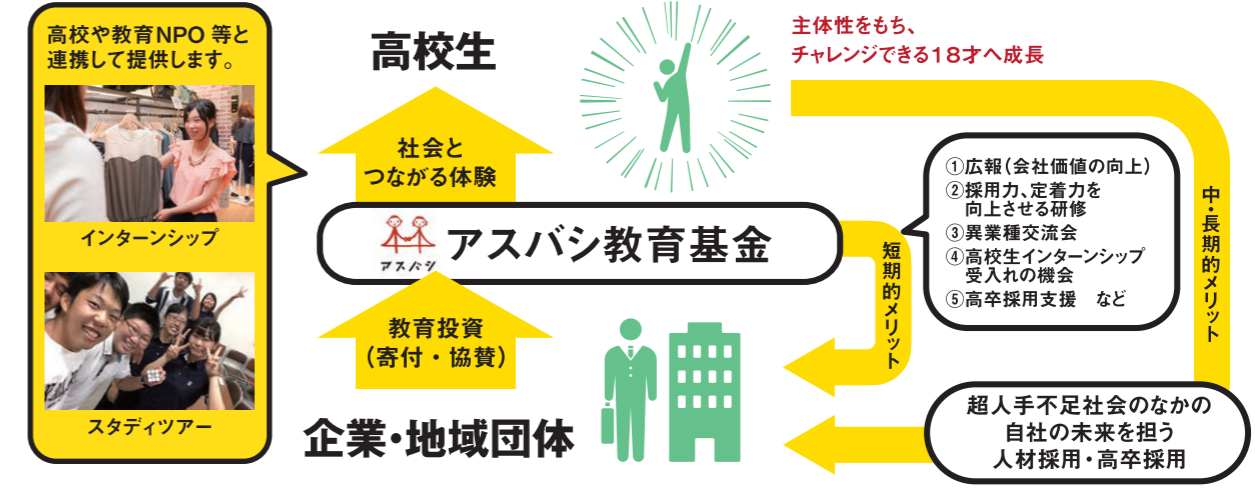 高校や教育NPO 等と
連携して提供します。
インターンシップ
スタディツアー
高校生
主体性をもち、
チャレンジできる18才へ成長
社会と
つながる体験
アスバシ
アスバシ教育基金
教育投資
（寄付・協賛）
企業・地域団体
短期的メリット
①広報（会社価値の向上）
②採用力、定着力を
向上させる研修
③異業種交流会
④高校生インターンシップ
受入れの機会
⑤高卒採用支援　など
中・長期的メリット
超人手不足社会のなかの
自社の未来を担う
人材採用・高卒採用